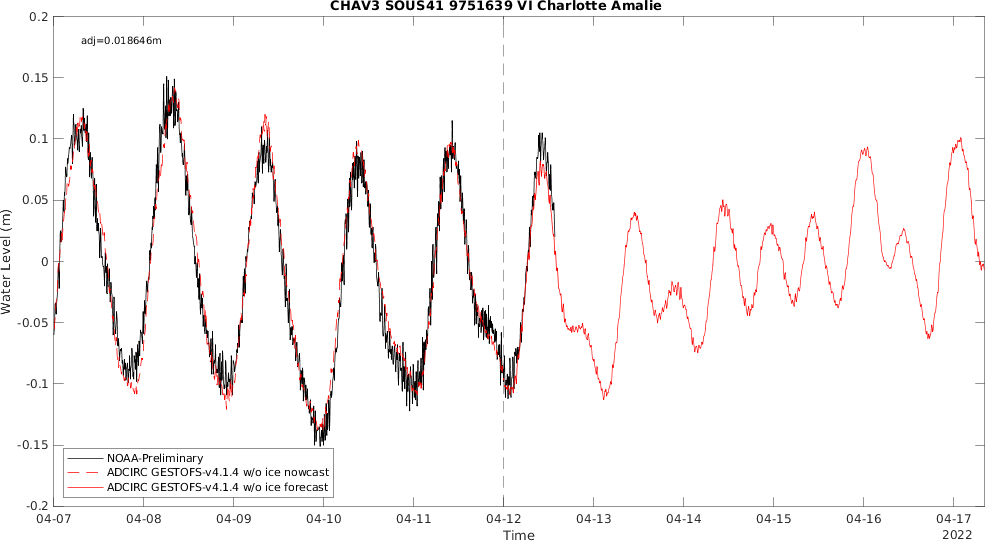 CHAV3 SOUS41 9751639 VI Charlotte Amalie
adj=0.018646m
0.2
0.15
0.1
0.05
0
-0.05
-0.1
-0.15
-0.2
Water Level (m)
NOAA-Preliminary
ADCIRC GESTOFS-v4.1.4 w/o ice nowcast
ADCIRC GESTOFS-v4.1.4 w/o ice forecast
04-07 04-08 04-09 04-10 04-11 04-12 04-13 04-14 04-15 04-16 04-17
Time 2022